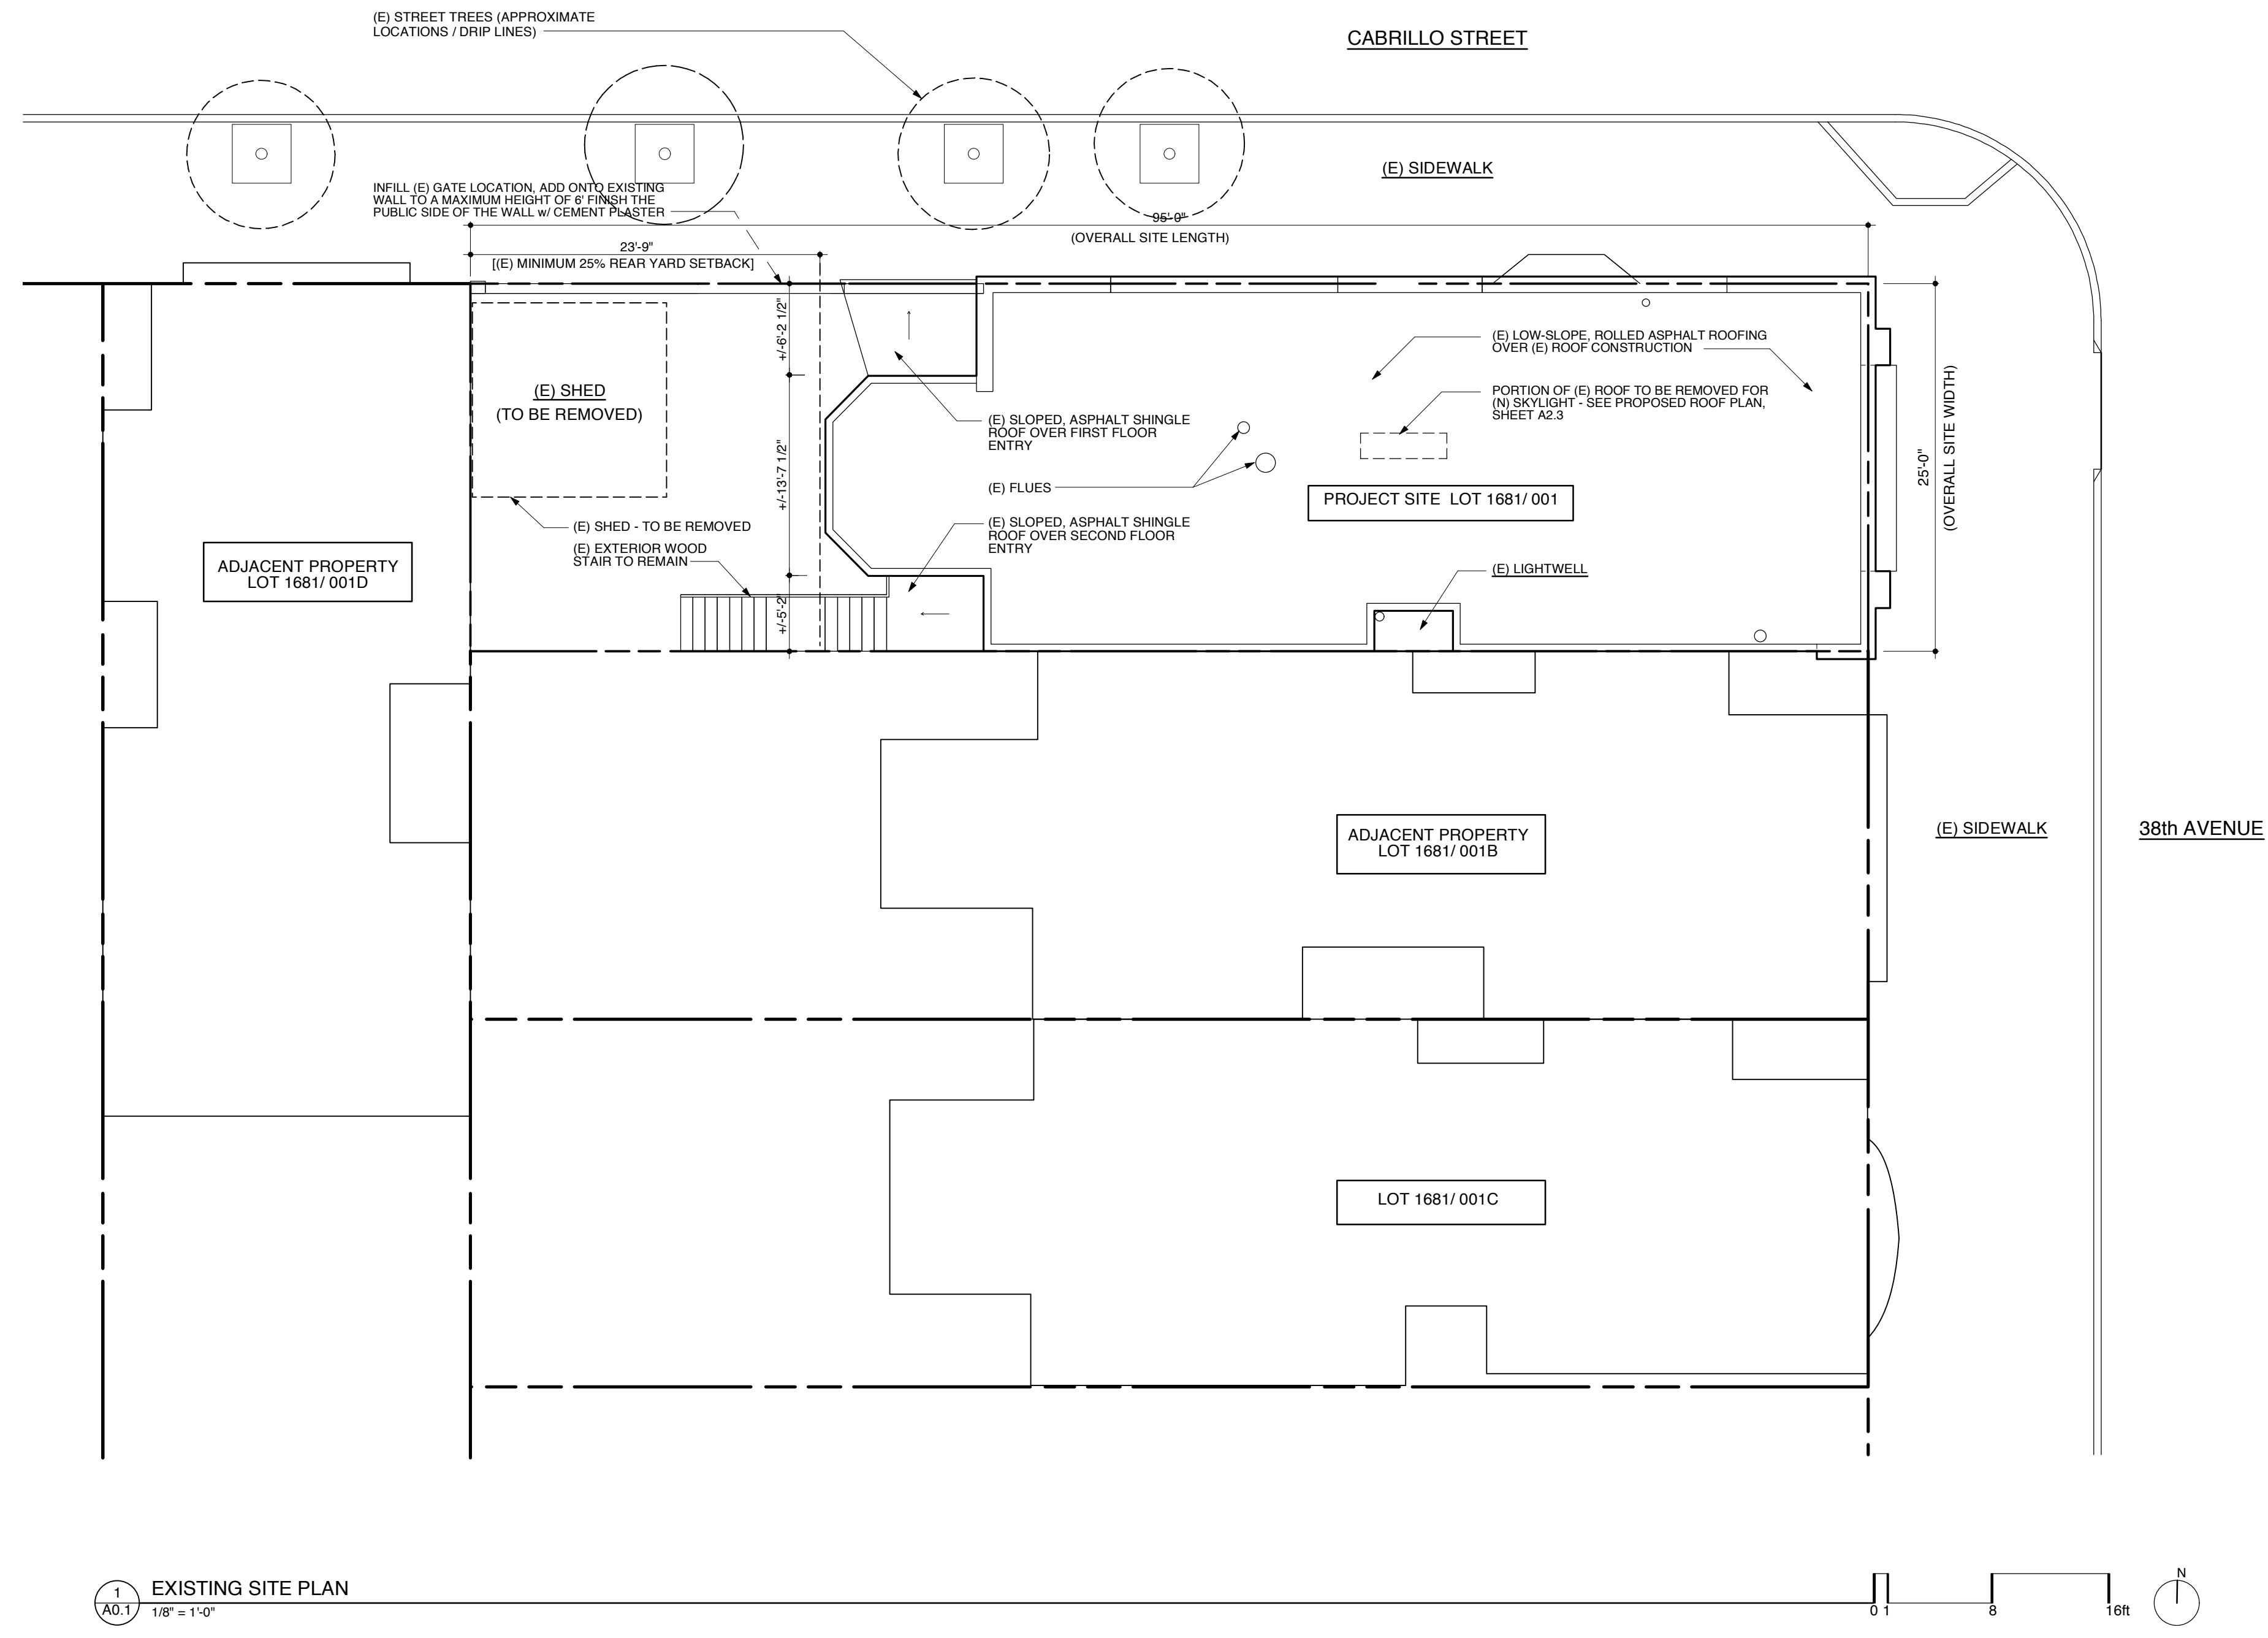 (E) STREET TREES (APPROXIMATE
LOCATIONS / DRIP LINES)
CABRILLO STREET
(E) SIDEWALK
INFILL (E) GATE LOCATION, ADD ONTO EXISTING
WALL TO A MAXIMUM HEIGHT OF 6' FINISH THE
PUBLIC SIDE OF THE WALL w/ CEMENT PLASTER
95'-0"
(OVERALL SITE LENGTH)
23'-9"
[(E) MINIMUM 25% REAR YARD SETBACK]
+/-6'-2 1/2"
(E) LOW-SLOPE, ROLLED ASPHALT ROOFING
OVER (E) ROOF CONSTRUCTION
(E) SHED
(TO BE REMOVED)
PORTION OF (E) ROOF TO BE REMOVED FOR
(N) SKYLIGHT - SEE PROPOSED ROOF PLAN,
SHEET A2.3
(E) SLOPED, ASPHALT SHINGLE
ROOF OVER FIRST FLOOR
ENTRY
25'-0"
(OVERALL SITE WIDTH)
+/-13'-7 1/2"
(E) FLUES
PROJECT SITE LOT 1681/ 001
(E) SHED - TO BE REMOVED
(E) EXTERIOR WOOD
STAIR TO REMAIN
(E) SLOPED, ASPHALT SHINGLE
ROOF OVER SECOND FLOOR
ENTRY
ADJACENT PROPERTY
LOT 1681/ 001D
(E) LIGHTWELL
+/-5'-2"
ADJACENT PROPERTY
LOT 1681/ 001B
(E) SIDEWALK
38th AVENUE
LOT 1681/ 001C
1
A0.1
EXISTING SITE PLAN
1/8" = 1'-0"
0 1
8
16ft
N